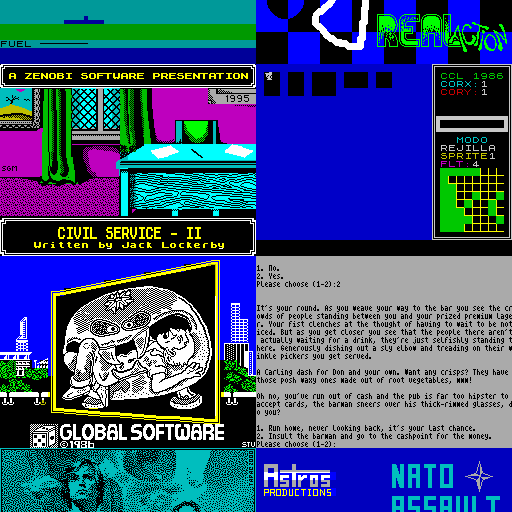 FUEL
REAL ACTION
A ZENOBI SOFTWARE PRESENTATION
1995
SGM
CIVIL SERVICE - II
Written by Jack Lockerby
CCL 1986
CORX:1
CORY:1
MODO
REJILLA
SPRITE1
FLT:4
GLOBAL SOFTWARE
©1986
STU
1. No.
2. Yes.
Please choose (1-2):2
It's your round. As you weave your way to the bar you see the cr
owds of people standing between you and your prized premium lage
r. Your fist clenches at the thought of having to wait to be not
iced. But as you get closer you see that the people there aren't
actually waiting for a drink, they're just selfishly standing t
here. Generously dishing out a sly elbow and treading on their w
inkle pickers you get served.
A Carling dash for Don and your own. Want any crisps? They have
those posh waxy ones made out of root vegetables, mmm!
Oh no, you've run out of cash and the pub is far too hipster to
accept cards, the barman sneers over his thick-rimmed glasses, d
o you?
1. Run home, never looking back, it's your last chance.
2. Insult the barman and go to the cashpoint for the money.
Please choose (1-2):
Astros
PRODUCTIONS
NATO
ASSAULT